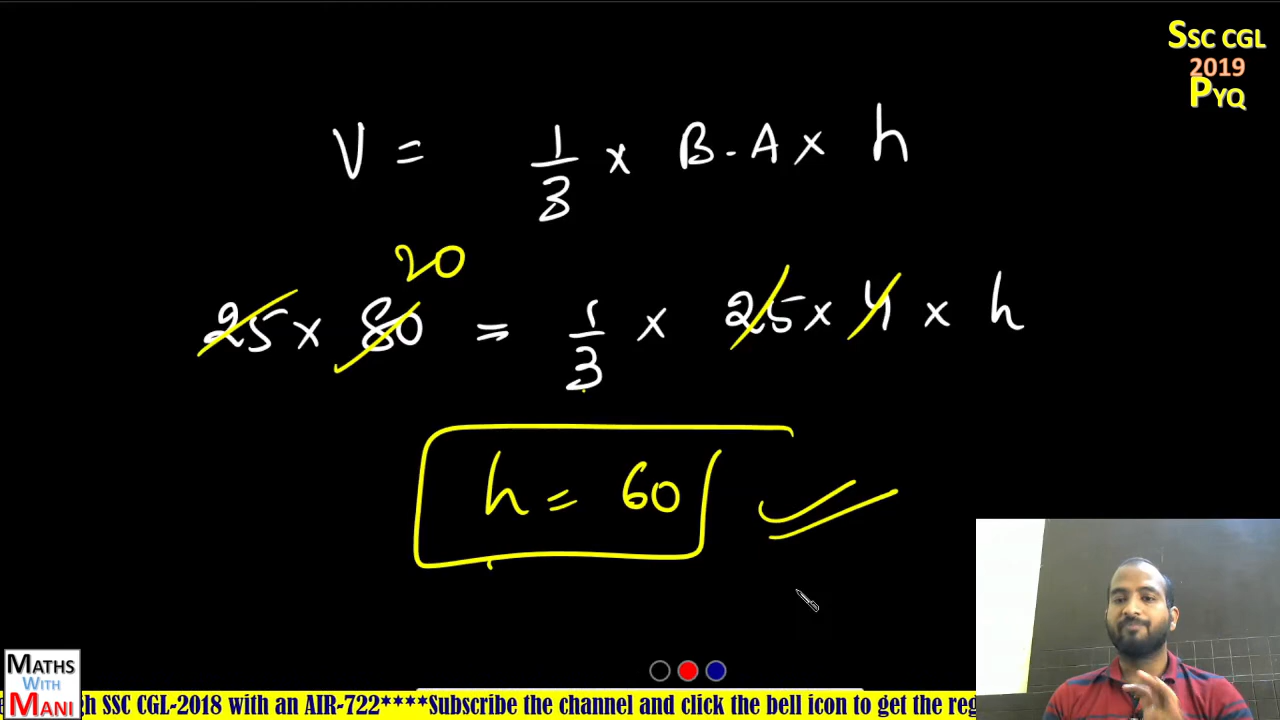 SSC CGL
2019
PYQ
V = 1/3 × B.A × h
20
25 × 80 = 1/3 × 25 × 4 × h
h = 60
MATHS
WITH
MANI
h SSC CGL-2018 with an AIR-722****Subscribe the channel and click the bell icon to get the reg